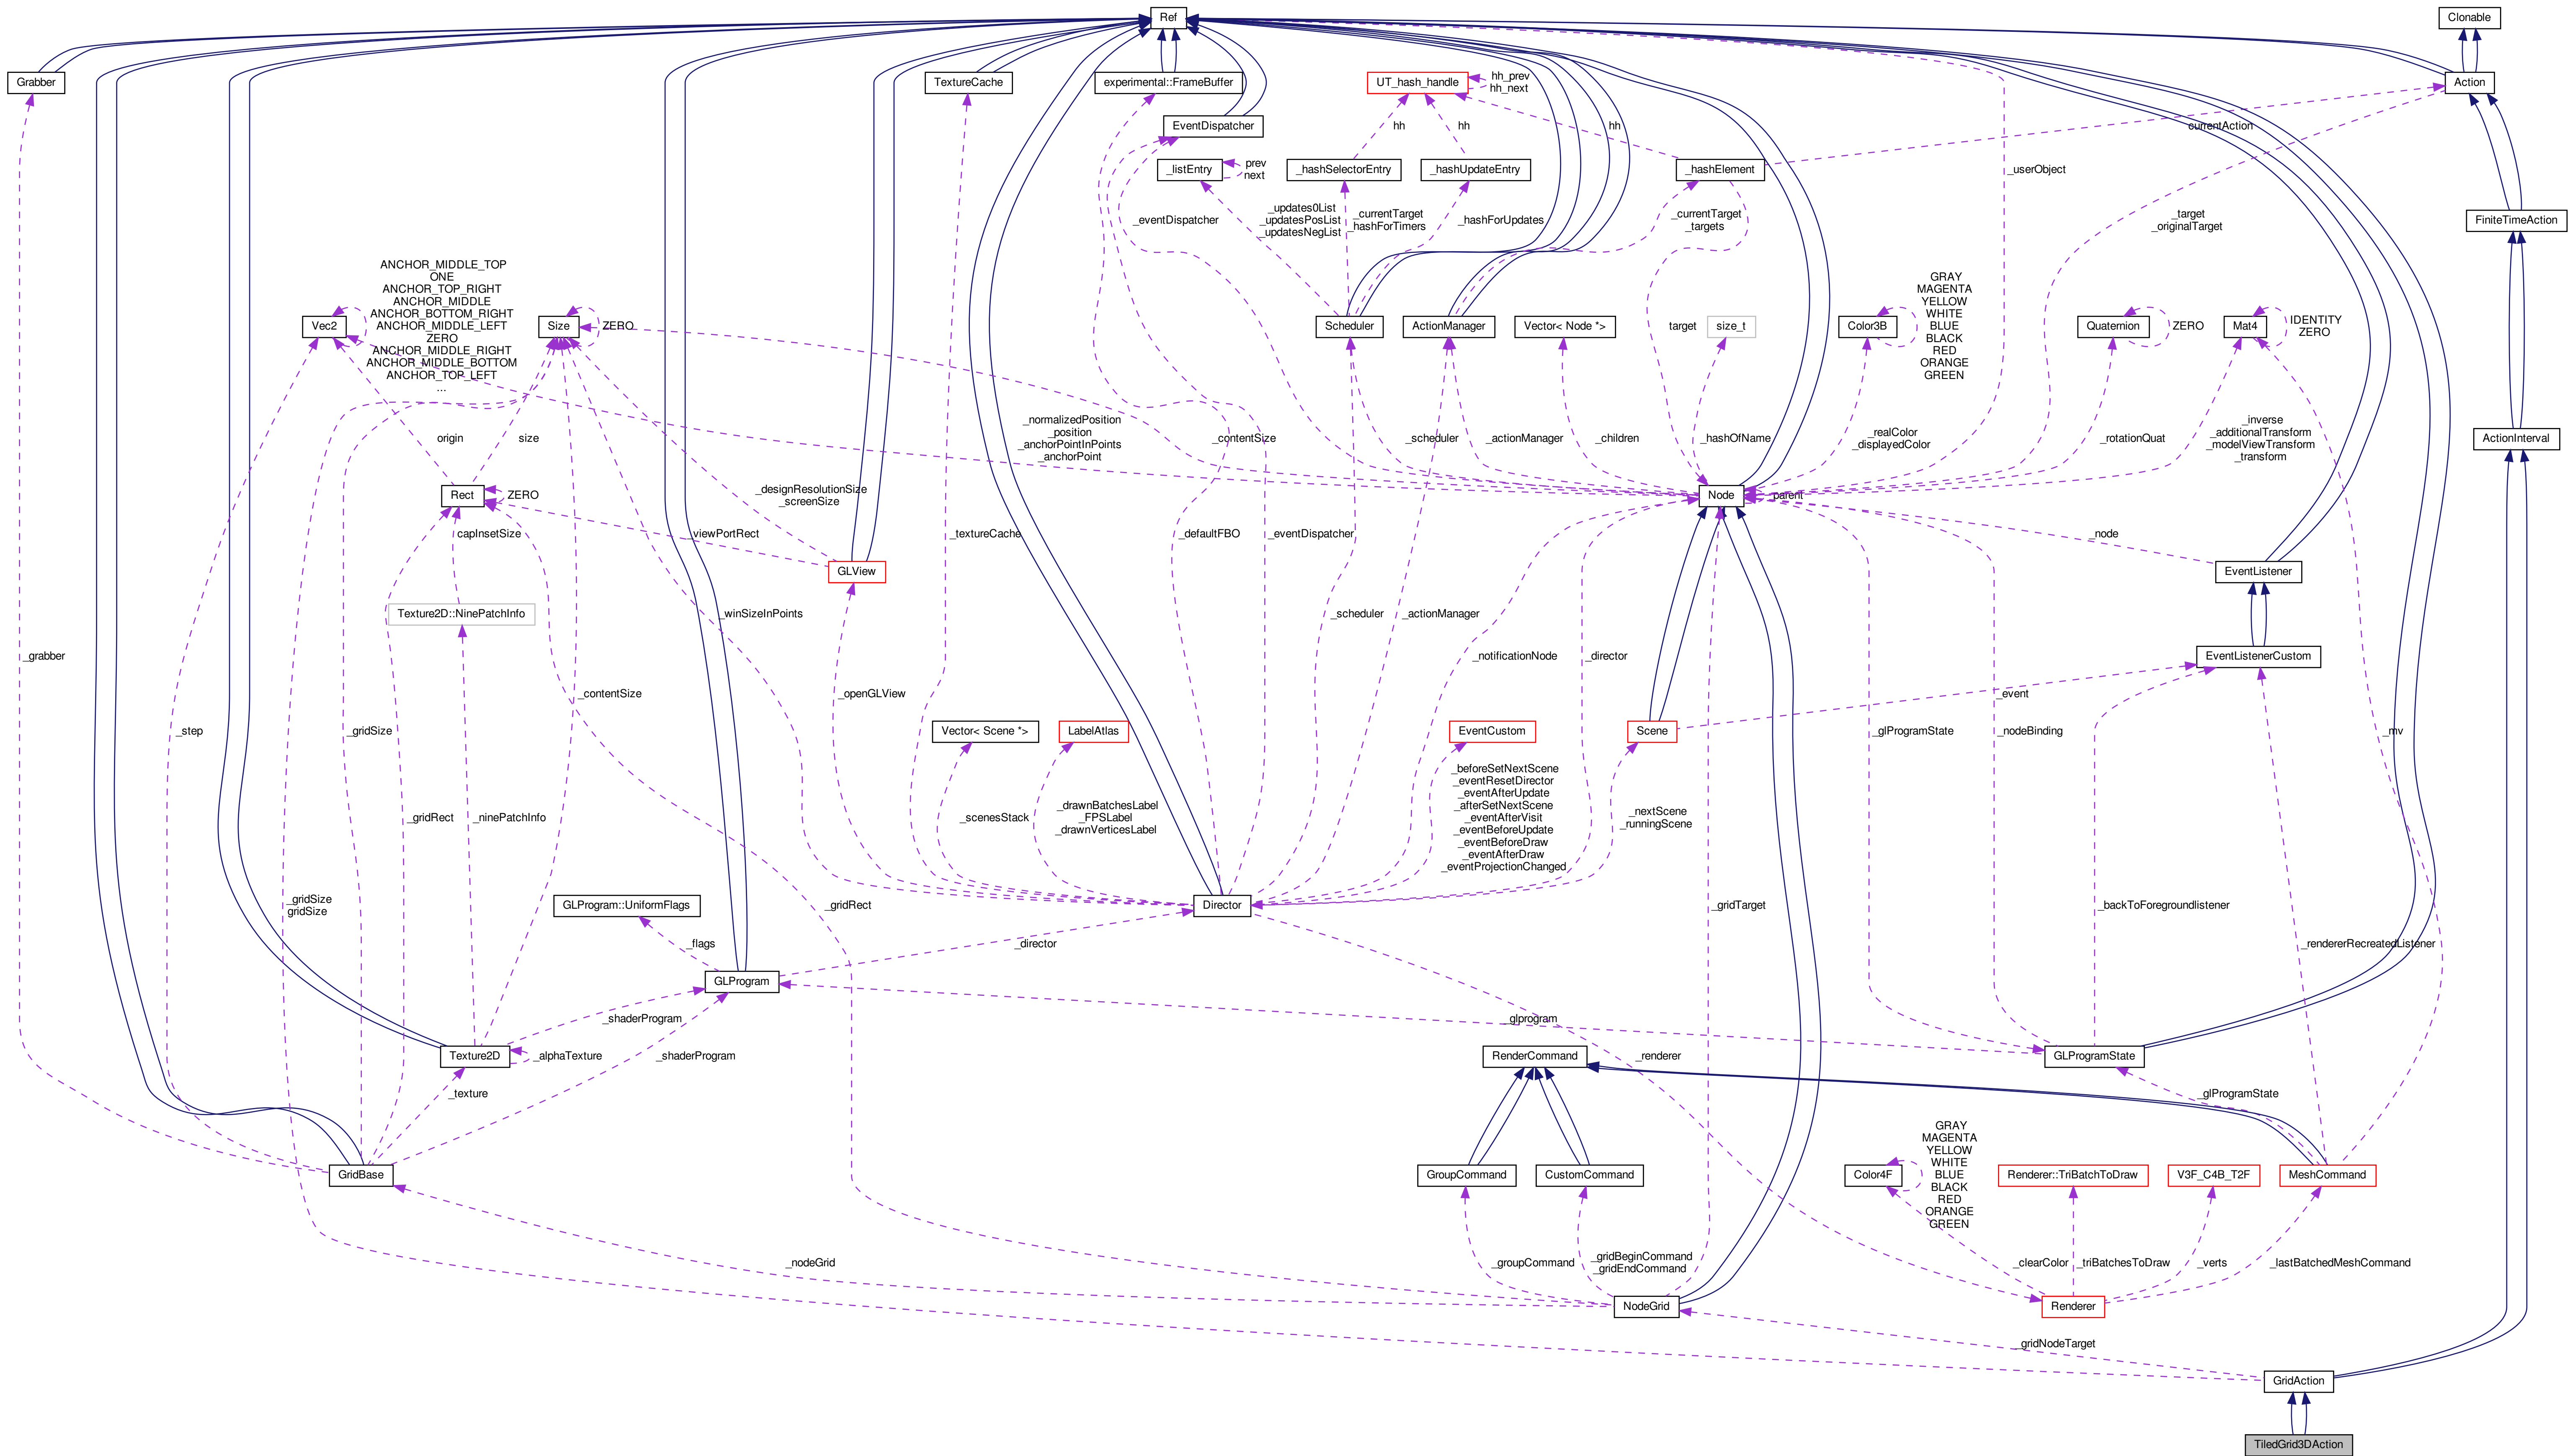 Ref
Clonable
Grabber
TextureCache
experimental::FrameBuffer
UT_hash_handle
hh_prev
hh_next
Action
EventDispatcher
hh
hh
hh
currentAction
_listEntry
prev
next
_hashSelectorEntry
_hashUpdateEntry
_hashElement
_userObject
_eventDispatcher
_updates0List
_updatesPosList
_updatesNegList
_currentTarget
_hashForTimers
_hashForUpdates
_currentTarget
_targets
_target
_originalTarget
FiniteTimeAction
ANCHOR_MIDDLE_TOP
ONE
ANCHOR_TOP_RIGHT
ANCHOR_MIDDLE
ANCHOR_BOTTOM_RIGHT
ANCHOR_MIDDLE_LEFT
ZERO
ANCHOR_MIDDLE_RIGHT
ANCHOR_MIDDLE_BOTTOM
ANCHOR_TOP_LEFT
...
Vec2
Size
ZERO
Scheduler
ActionManager
Vector< Node *>
target
size_t
Color3B
GRAY
MAGENTA
YELLOW
WHITE
BLUE
BLACK
RED
ORANGE
GREEN
Quaternion
ZERO
Mat4
IDENTITY
ZERO
origin
size
_normalizedPosition
_position
_anchorPointInPoints
_anchorPoint
_contentSize
_scheduler
_actionManager
_children
_hashOfName
_realColor
_displayedColor
_rotationQuat
_inverse
_additionalTransform
_modelViewTransform
_transform
ActionInterval
Rect
ZERO
_designResolutionSize
_screenSize
Node
_parent
capInsetSize
_viewPortRect
_textureCache
_defaultFBO
_eventDispatcher
_node
GLView
EventListener
Texture2D::NinePatchInfo
_winSizeInPoints
_scheduler
_actionManager
_grabber
_notificationNode
_director
EventListenerCustom
_contentSize
_openGLView
_event
_step
_gridSize
Vector< Scene *>
LabelAtlas
EventCustom
Scene
_glProgramState
_nodeBinding
_mv
_gridRect
_ninePatchInfo
_scenesStack
_drawnBatchesLabel
_FPSLabel
_drawnVerticesLabel
_beforeSetNextScene
_eventResetDirector
_eventAfterUpdate
_afterSetNextScene
_eventAfterVisit
_eventBeforeUpdate
_eventBeforeDraw
_eventAfterDraw
_eventProjectionChanged
_nextScene
_runningScene
_gridSize
gridSize
GLProgram::UniformFlags
_gridRect
Director
_gridTarget
_backToForegroundlistener
_flags
_director
_rendererRecreatedListener
GLProgram
_shaderProgram
_glprogram
Texture2D
_alphaTexture
_shaderProgram
_renderer
RenderCommand
GLProgramState
_texture
_glProgramState
GridBase
GroupCommand
CustomCommand
Color4F
GRAY
MAGENTA
YELLOW
WHITE
BLUE
BLACK
RED
ORANGE
GREEN
Renderer::TriBatchToDraw
V3F_C4B_T2F
MeshCommand
_nodeGrid
_groupCommand
_gridBeginCommand
_gridEndCommand
_clearColor
_triBatchesToDraw
_verts
_lastBatchedMeshCommand
NodeGrid
Renderer
_gridNodeTarget
GridAction
TiledGrid3DAction